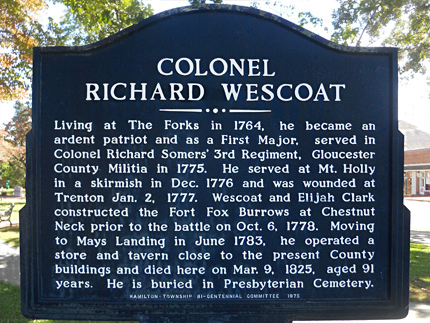 COLONEL
RICHARD WESCOAT
Living at The Forks in 1764, he became an
ardent patriot and as a First Major, served in
Colonel Richard Somers' 3rd Regiment, Gloucester
County Militia in 1775. He served at Mt. Holly
in a skirmish in Dec. 1776 and was wounded at
Trenton Jan. 2, 1777. Wescoat and Elijah Clark
constructed the Fort Fox Burrows at Chestnut
Neck prior to the battle on Oct. 6, 1778. Moving
to Mays Landing in June 1783, he operated a
store and tavern close to the present County
buildings and died here on Mar. 9, 1825, aged 91
years. He is buried in Presbyterian Cemetery.
HAMILTON-TOWNSHIP BI-CENTENNIAL COMMITTEE 1975